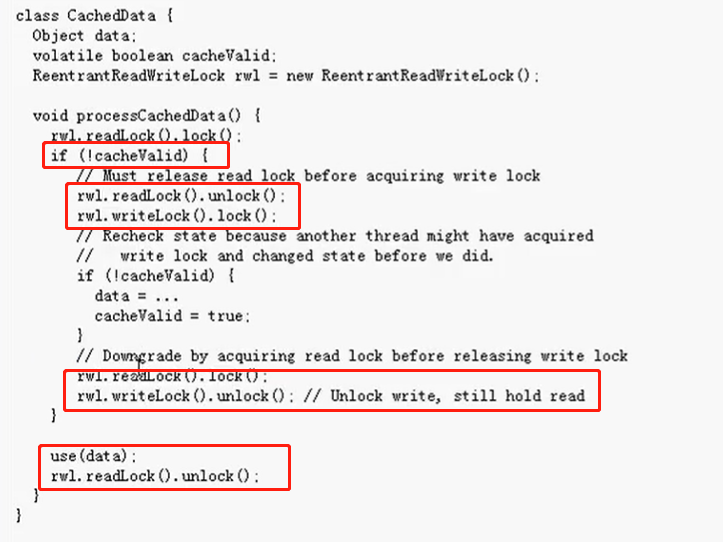 class CachedData {
Object data;
volatile boolean cacheValid;
ReentrantReadWriteLock rwl = new ReentrantReadWriteLock();
void processCachedData() {
rwl.readLock().lock();
if (!cacheValid) {
// Must release read lock before acquiring write lock
rwl.readLock().unlock();
rwl.writeLock().lock();
// Recheck state because another thread might have acquired
//   write lock and changed state before we did.
if (!cacheValid) {
data = ...
cacheValid = true;
}
// Downgrade by acquiring read lock before releasing write lock
rwl.readLock().lock();
rwl.writeLock().unlock(); // Unlock write, still hold read
}
use(data);
rwl.readLock().unlock();
}
}